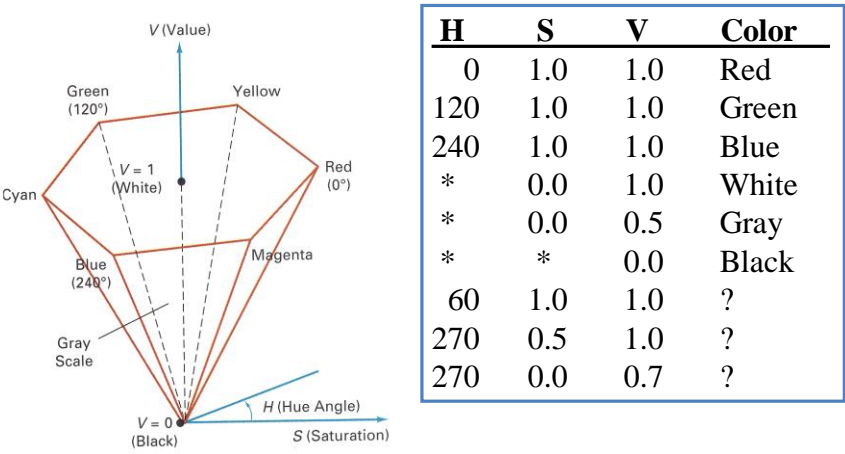 V (Value)
Green
(120°)
Yellow
V = 1
(White)
Red
(0°)
Cyan
Blue
(240°)
Magenta
Gray
Scale
H (Hue Angle)
V = 0
(Black)
S (Saturation)
H S V Color
0 1.0 1.0 Red
120 1.0 1.0 Green
240 1.0 1.0 Blue
* 0.0 1.0 White
* 0.0 0.5 Gray
* * 0.0 Black
60 1.0 1.0 ?
270 0.5 1.0 ?
270 0.0 0.7 ?